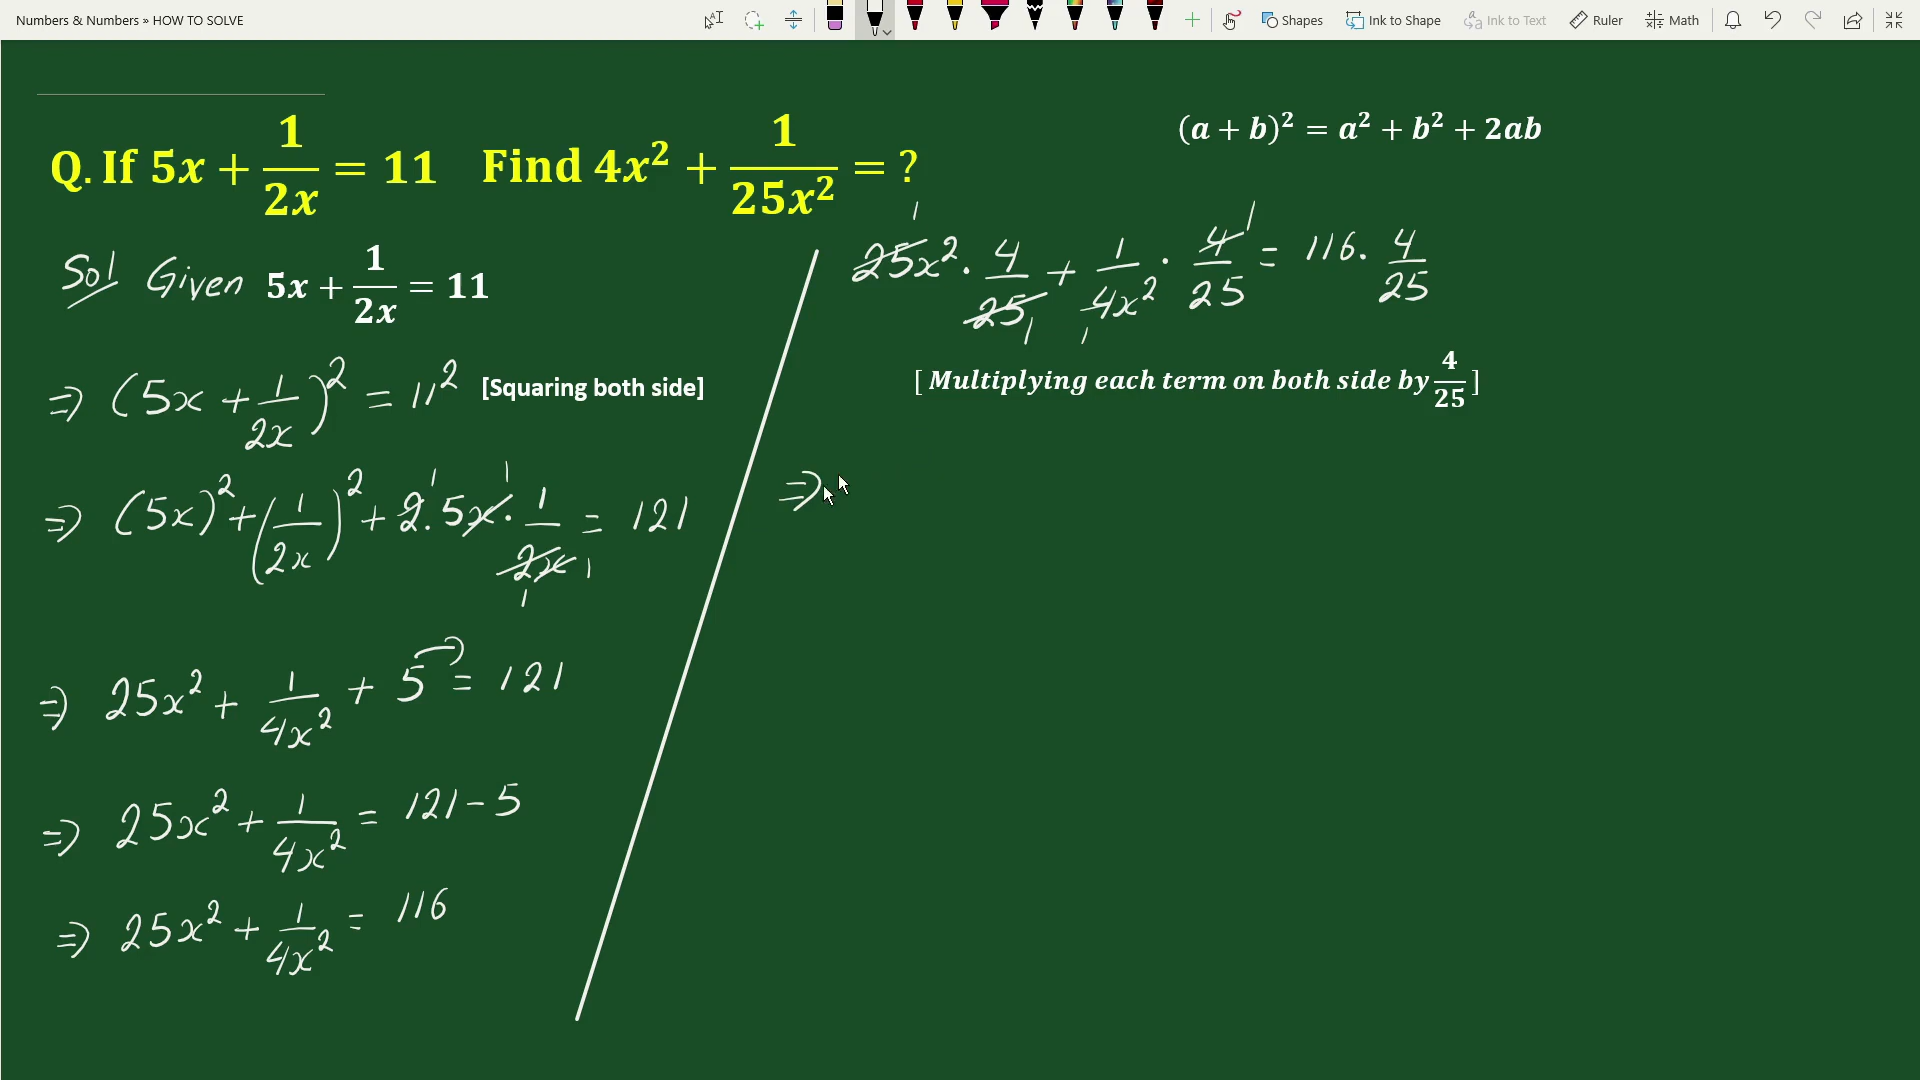 Numbers & Numbers » HOW TO SOLVE
Shapes Ink to Shape Ink to Text Ruler Math
(a + b)² = a² + b² + 2ab
Q. If 5x + 1/2x = 11 Find 4x² + 1/25x² = ?
Sol Given 5x + 1/2x = 11
⇒ (5x + 1/2x)² = 11² [Squaring both side]
⇒ (5x)² + (1/2x)² + 2.5x · 1/2x = 121
⇒ 25x² + 1/4x² + 5 = 121
⇒ 25x² + 1/4x² = 121 - 5
⇒ 25x² + 1/4x² = 116
25x² · 4/25 + 1/4x² · 4/25 = 116 · 4/25
[ Multiplying each term on both side by 4/25 ]
⇒